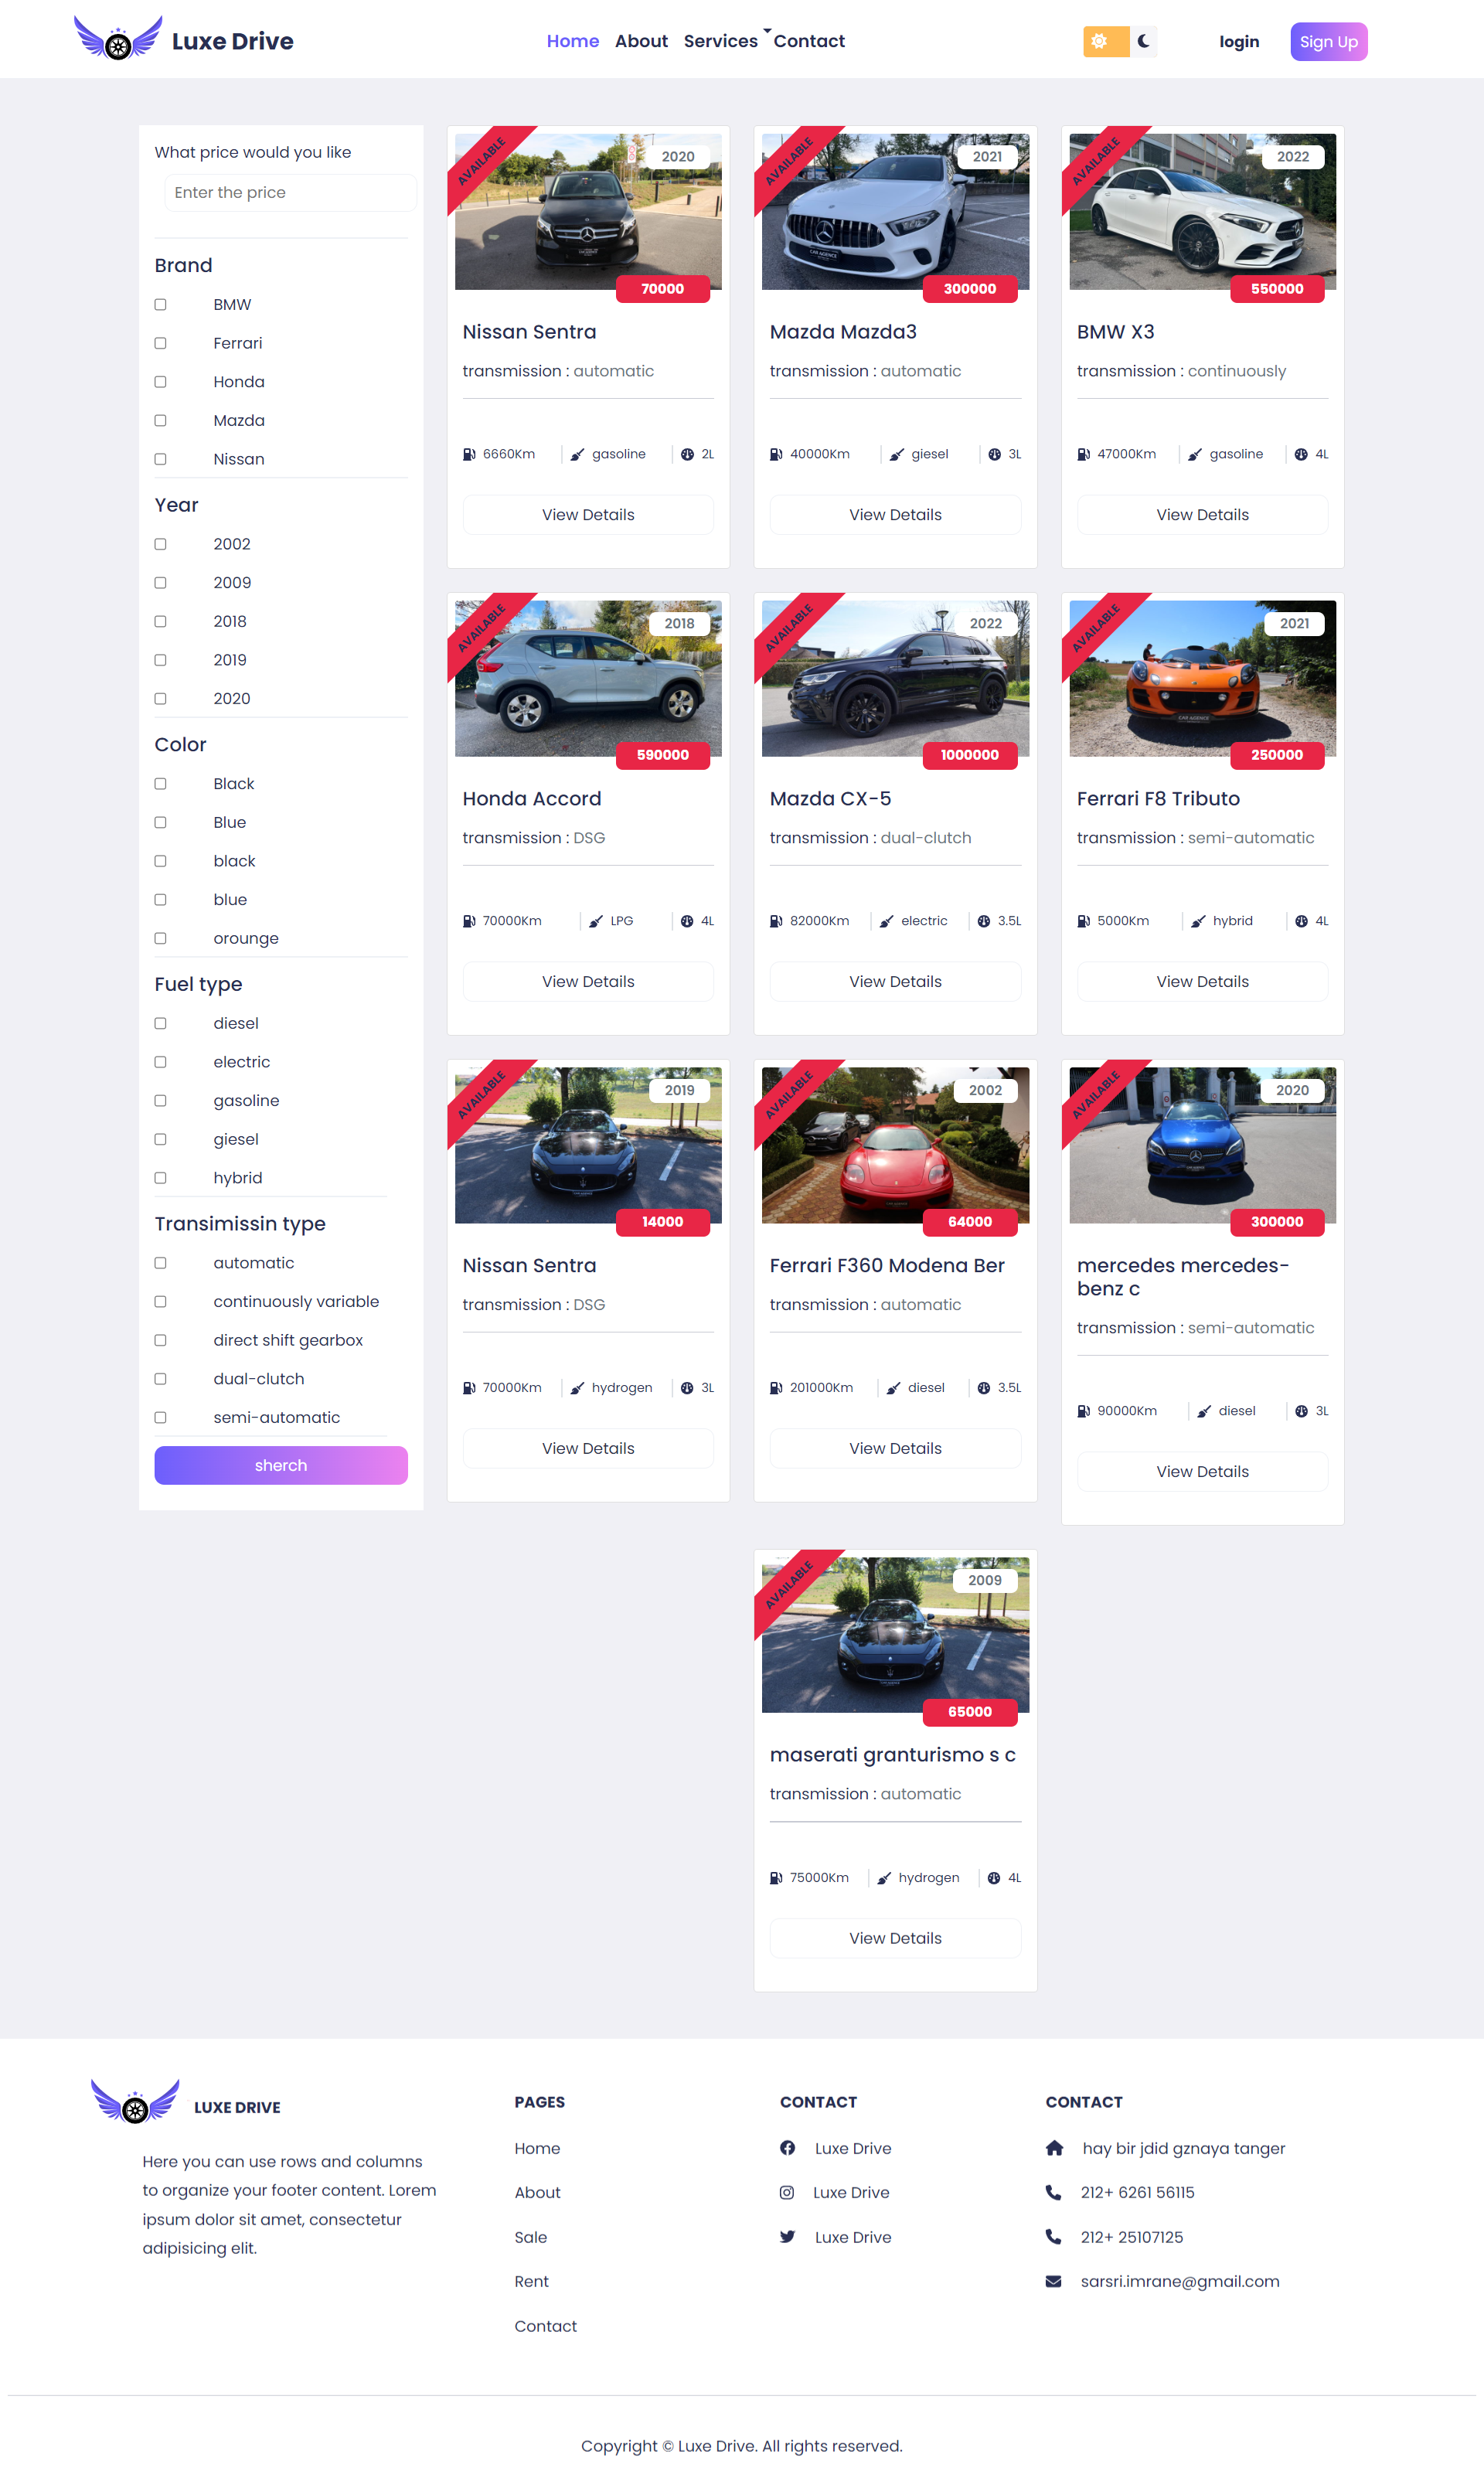 Luxe Drive
Home About Services Contact
login
Sign Up
What price would you like
Enter the price
Brand
BMW
Ferrari
Honda
Mazda
Nissan
Year
2002
2009
2018
2019
2020
Color
Black
Blue
black
blue
orounge
Fuel type
diesel
electric
gasoline
giesel
hybrid
Transimissin type
automatic
continuously variable
direct shift gearbox
dual-clutch
semi-automatic
sherch
AVAILABLE
2020
CAR AGENCE
70000
Nissan Sentra
transmission : automatic
6660Km gasoline 2L
View Details
AVAILABLE
2021
CAR AGENCE
300000
Mazda Mazda3
transmission : automatic
40000Km giesel 3L
View Details
AVAILABLE
2022
550000
BMW X3
transmission : continuously
47000Km gasoline 4L
View Details
AVAILABLE
2018
590000
Honda Accord
transmission : DSG
70000Km LPG 4L
View Details
AVAILABLE
2022
1000000
Mazda CX-5
transmission : dual-clutch
82000Km electric 3.5L
View Details
AVAILABLE
2021
CAR AGENCE
250000
Ferrari F8 Tributo
transmission : semi-automatic
5000Km hybrid 4L
View Details
AVAILABLE
2019
14000
Nissan Sentra
transmission : DSG
70000Km hydrogen 3L
View Details
AVAILABLE
2002
64000
Ferrari F360 Modena Ber
transmission : automatic
201000Km diesel 3.5L
View Details
AVAILABLE
2020
300000
mercedes mercedes-
benz c
transmission : semi-automatic
90000Km diesel 3L
View Details
AVAILABLE
2009
65000
maserati granturismo s c
transmission : automatic
75000Km hydrogen 4L
View Details
LUXE DRIVE
Here you can use rows and columns
to organize your footer content. Lorem
ipsum dolor sit amet, consectetur
adipisicing elit.
PAGES
Home
About
Sale
Rent
Contact
CONTACT
Luxe Drive
Luxe Drive
Luxe Drive
CONTACT
hay bir jdid gznaya tanger
212+ 6261 56115
212+ 25107125
sarsri.imrane@gmail.com
Copyright © Luxe Drive. All rights reserved.